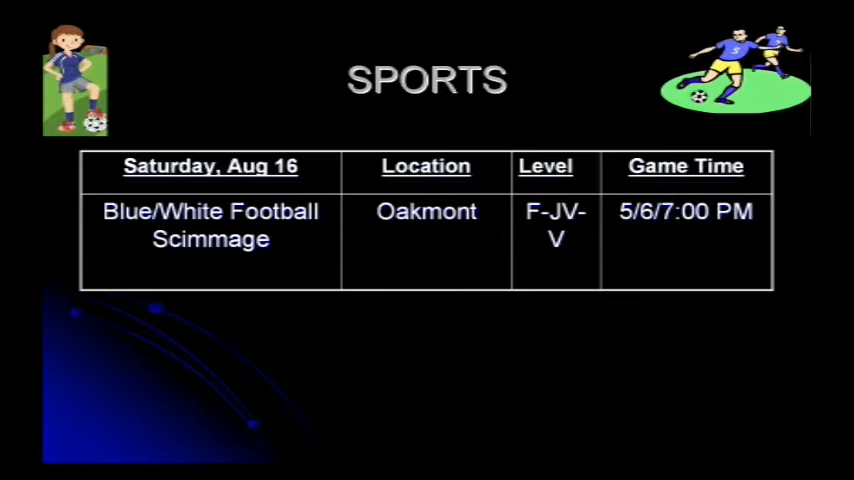 SPORTS
Saturday, Aug 16 Location Level Game Time
Blue/White Football Oakmont F-JV- 5/6/7:00 PM
Scimmage V